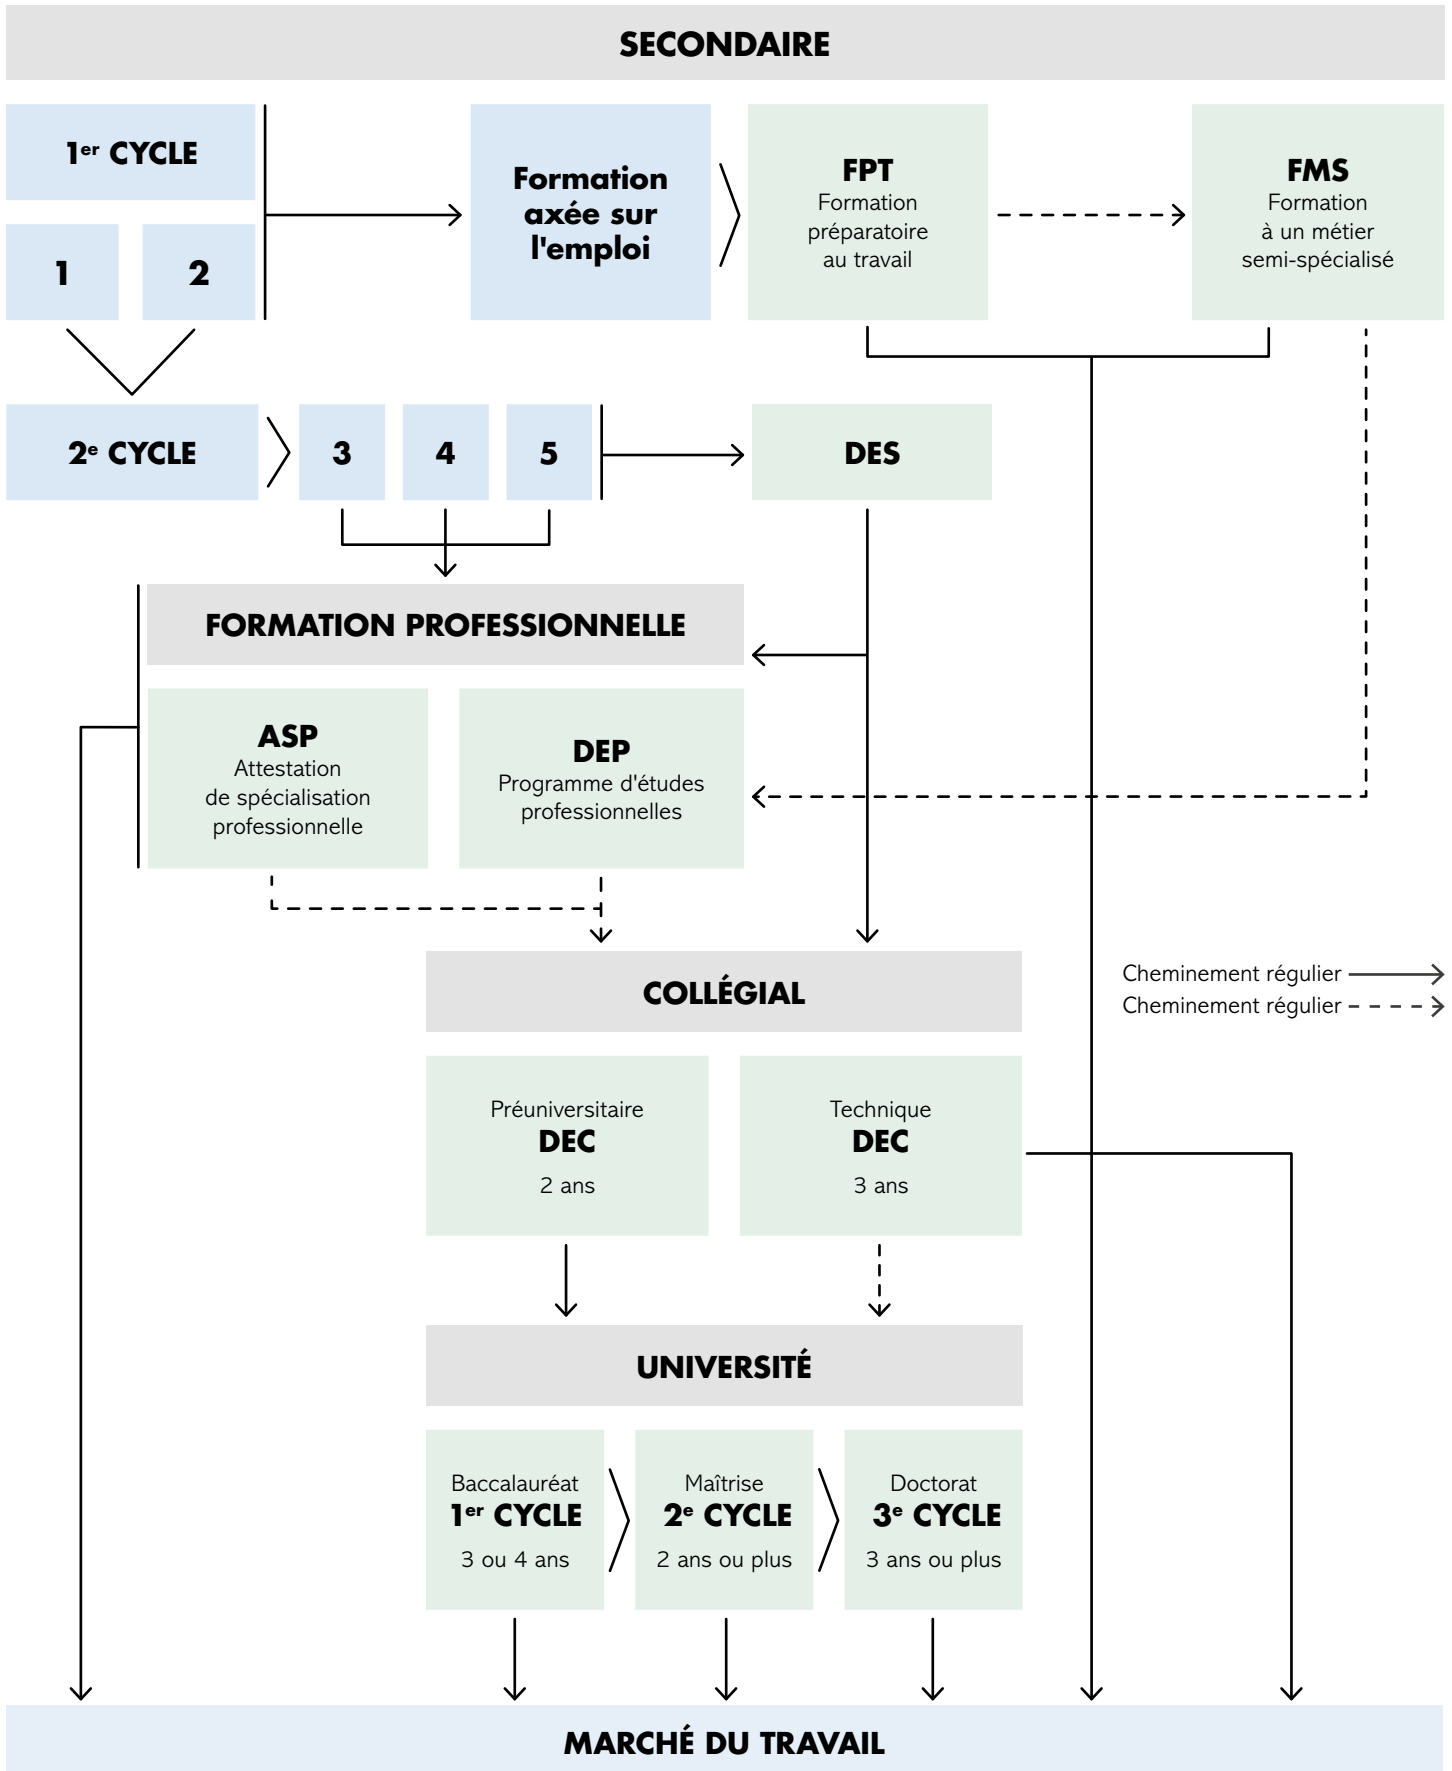 SECONDAIRE
1er CYCLE
1
2
Formation
axée sur
l'emploi
FPT
Formation
préparatoire
au travail
FMS
Formation
à un métier
semi-spécialisé
2e CYCLE
3
4
5
DES
FORMATION PROFESSIONNELLE
ASP
Attestation
de spécialisation
professionnelle
DEP
Programme d'études
professionnelles
COLLÉGIAL
Cheminement régulier
Cheminement régulier
Préuniversitaire
DEC
2 ans
Technique
DEC
3 ans
UNIVERSITÉ
Baccalauréat
1er CYCLE
3 ou 4 ans
Maîtrise
2e CYCLE
2 ans ou plus
Doctorat
3e CYCLE
3 ans ou plus
MARCHÉ DU TRAVAIL